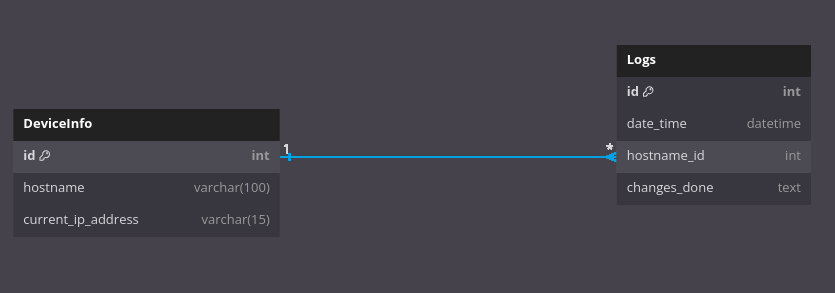 DeviceInfo
id int
hostname varchar(100)
current_ip_address varchar(15)
1 *
Logs
id int
date_time datetime
hostname_id int
changes_done text